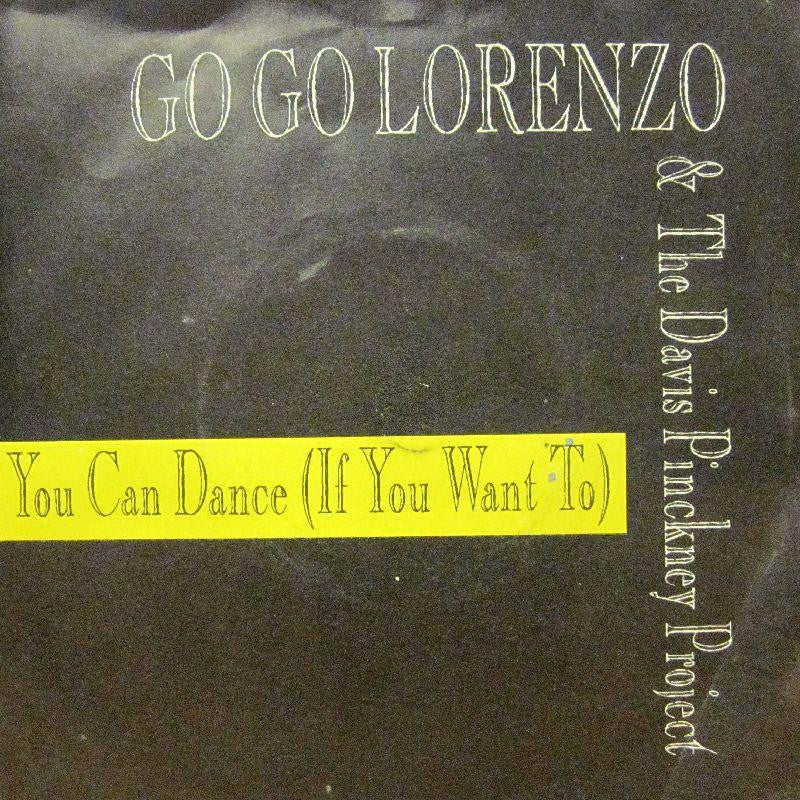 GO GO LORENZO
& The Davis Pinckney Project
You Can Dance (If You Want To)